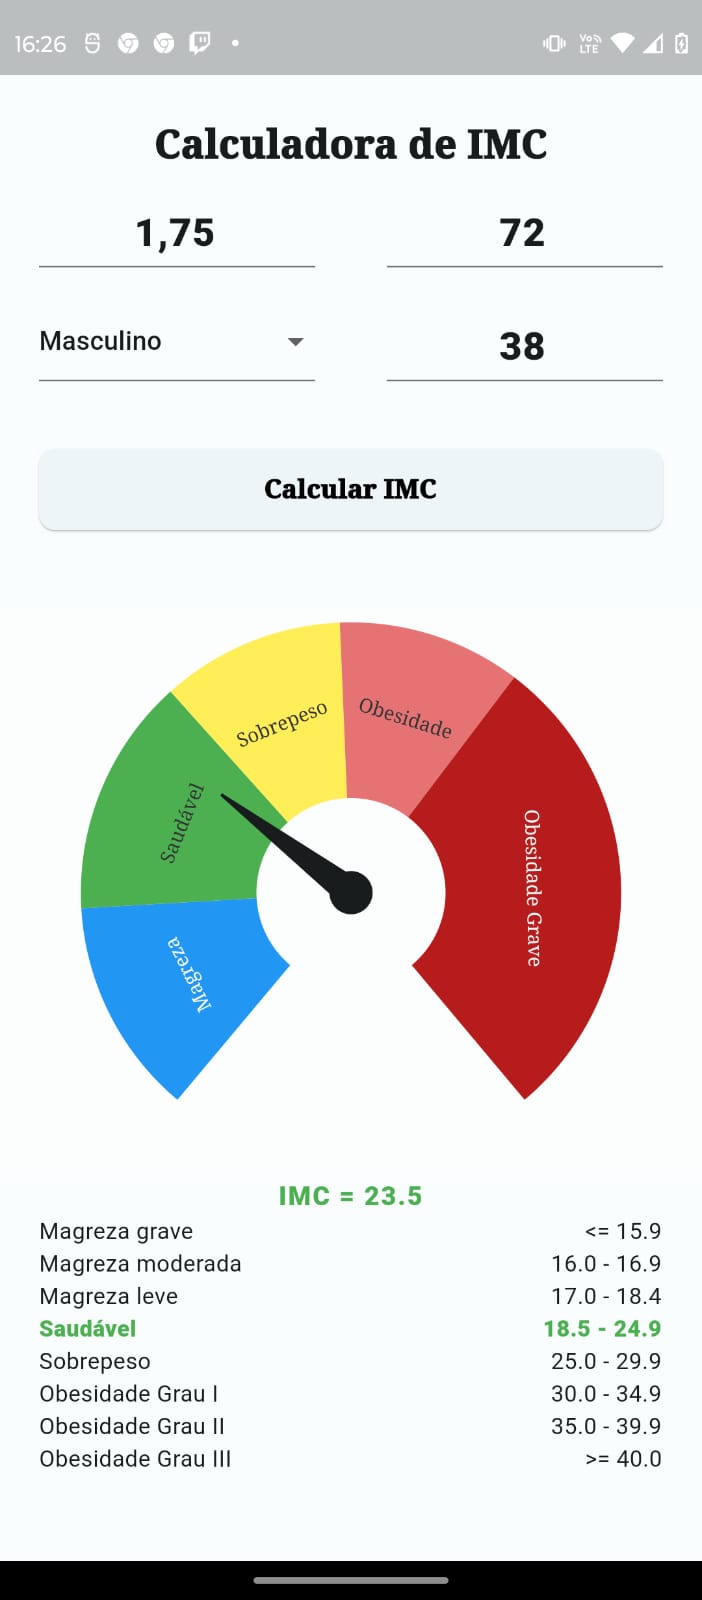 16:26
Vo LTE
Calculadora de IMC
1,75 72
Masculino 38
Calcular IMC
Sobrepeso
Obesidade
Saudável
Obesidade Grave
Magreza
IMC = 23.5
Magreza grave <= 15.9
Magreza moderada 16.0 - 16.9
Magreza leve 17.0 - 18.4
Saudável 18.5 - 24.9
Sobrepeso 25.0 - 29.9
Obesidade Grau I 30.0 - 34.9
Obesidade Grau II 35.0 - 39.9
Obesidade Grau III >= 40.0